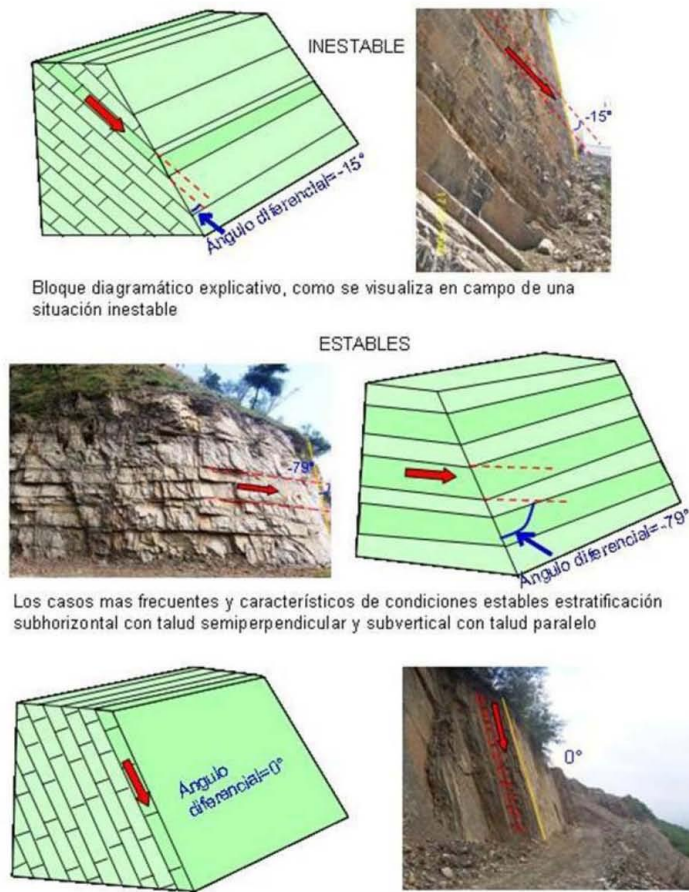 INESTABLE
-15°
Angulo diferencial=-15°
Bloque diagramático explicativo, como se visualiza en campo de una
situación inestable
ESTABLES
-79°
Angulo diferencial=-79°
Los casos mas frecuentes y característicos de condiciones estables estratificación
subhorizontal con talud semiperpendicular y subvertical con talud paralelo
Angulo
diferencial=0°
0°